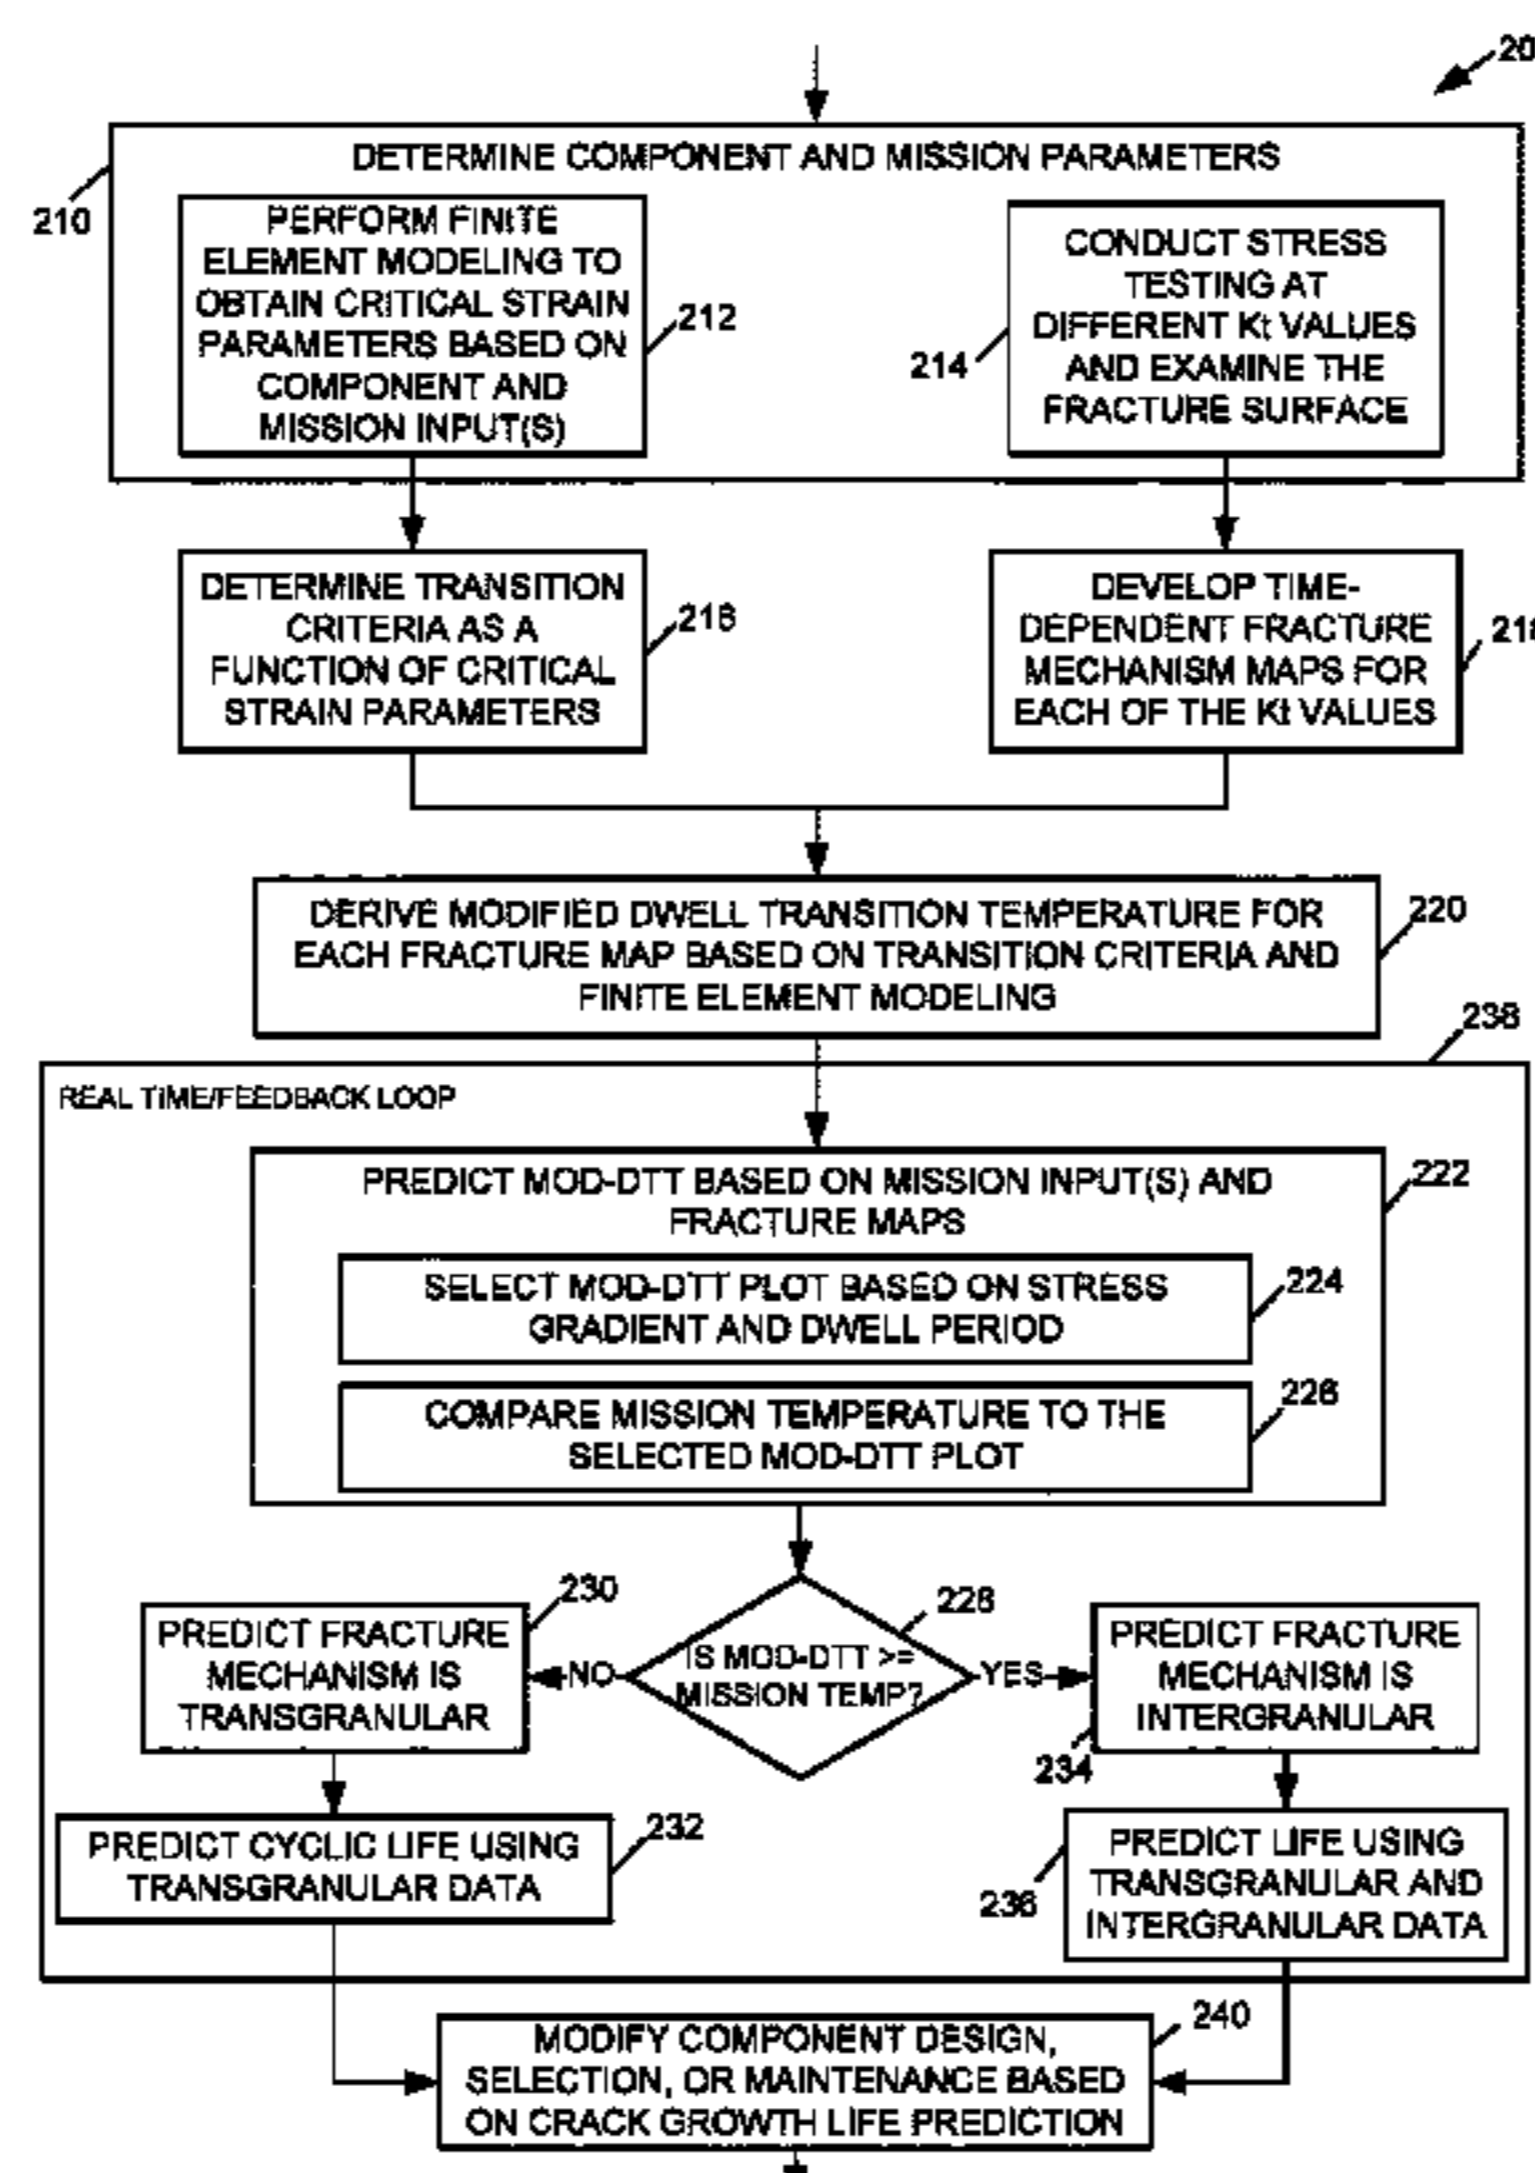 20
DETERMINE COMPONENT AND MISSION PARAMETERS
210
PERFORM FINITE
ELEMENT MODELING TO
OBTAIN CRITICAL STRAIN
PARAMETERS BASED ON
COMPONENT AND
MISSION INPUT(S)
212
CONDUCT STRESS
TESTING AT
DIFFERENT Kt VALUES
AND EXAMINE THE
FRACTURE SURFACE
214
DETERMINE TRANSITION
CRITERIA AS A
FUNCTION OF CRITICAL
STRAIN PARAMETERS
216
DEVELOP TIME-
DEPENDENT FRACTURE
MECHANISM MAPS FOR
EACH OF THE Kt VALUES
218
DERIVE MODIFIED DWELL TRANSITION TEMPERATURE FOR
EACH FRACTURE MAP BASED ON TRANSITION CRITERIA AND
FINITE ELEMENT MODELING
220
238
REAL TIME/FEEDBACK LOOP
PREDICT MOD-DTT BASED ON MISSION INPUT(S) AND
FRACTURE MAPS
222
SELECT MOD-DTT PLOT BASED ON STRESS
GRADIENT AND DWELL PERIOD
224
COMPARE MISSION TEMPERATURE TO THE
SELECTED MOD-DTT PLOT
226
230
PREDICT FRACTURE
MECHANISM IS
TRANSGRANULAR
NO
IS MOD-DTT >=
MISSION TEMP?
228
YES
PREDICT FRACTURE
MECHANISM IS
INTERGRANULAR
234
PREDICT CYCLIC LIFE USING
TRANSGRANULAR DATA
232
PREDICT LIFE USING
TRANSGRANULAR AND
INTERGRANULAR DATA
236
MODIFY COMPONENT DESIGN,
SELECTION, OR MAINTENANCE BASED
ON CRACK GROWTH LIFE PREDICTION
240